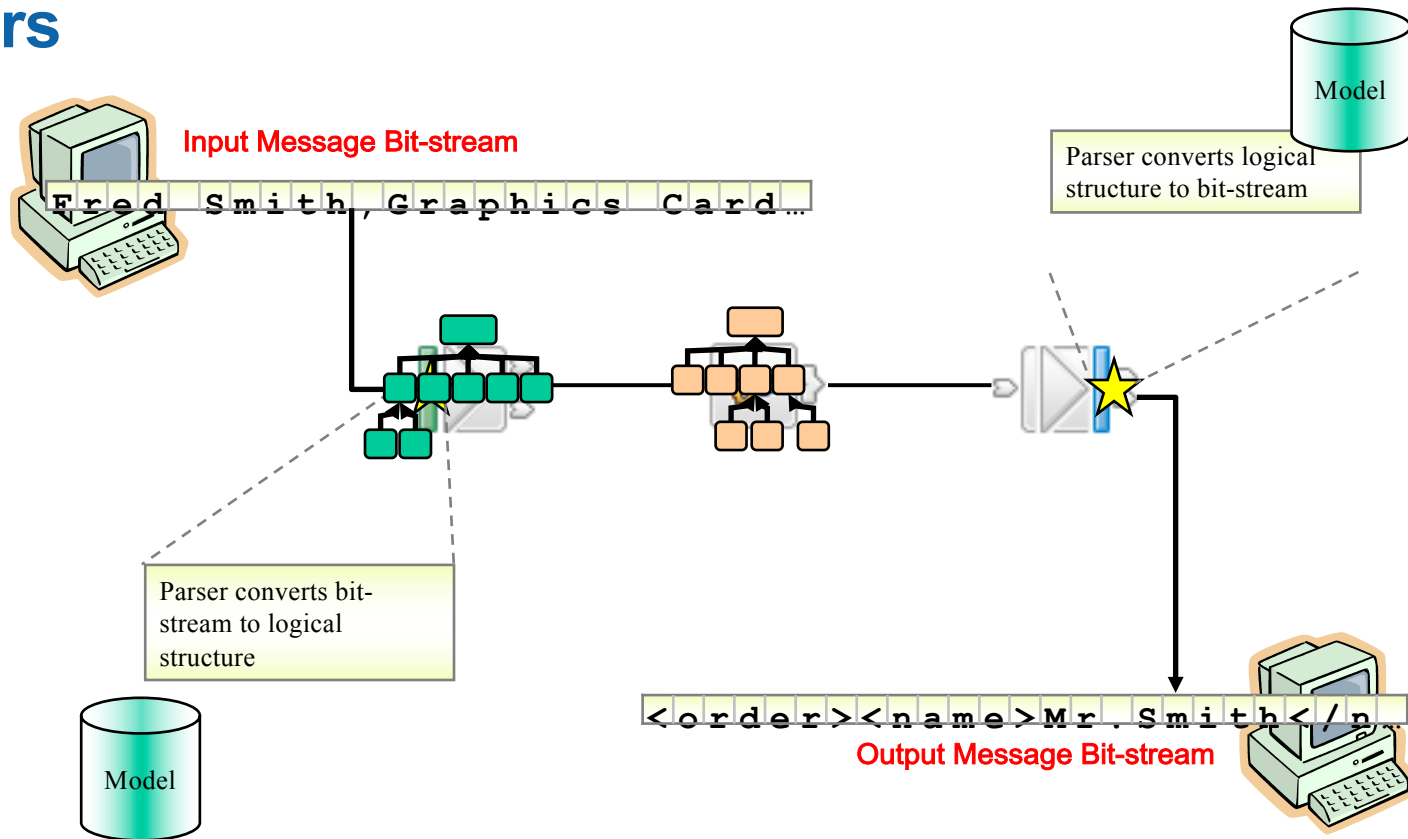 rs
Model
Input Message Bit-stream
Parser converts logical
structure to bit-stream
Fred Smith,Graphics Card…
Parser converts bit-
stream to logical
structure
<order><name>Mr.Smith</n…
Output Message Bit-stream
Model